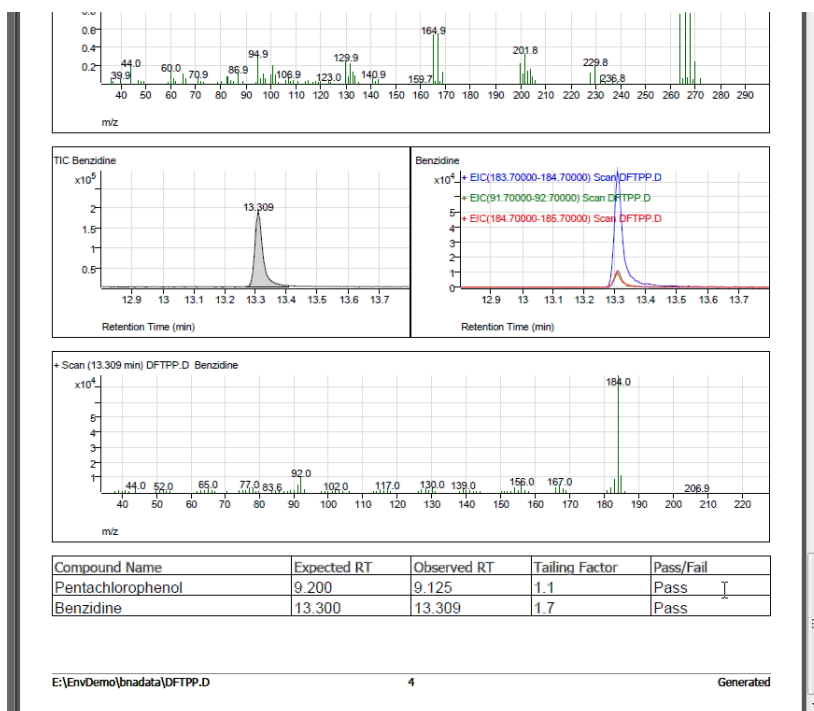 0.8
0.6
0.4
0.2
39.9 44.0 60.0 70.9 86.9 94.9 106.9 123.0 129.9 140.9 159.7 164.9 201.8 229.8 236.8
40 50 60 70 80 90 100 110 120 130 140 150 160 170 180 190 200 210 220 230 240 250 260 270 280 290
m/z
TIC Benzidine
x10^5
2
1.5
1
0.5
13.309
12.9 13 13.1 13.2 13.3 13.4 13.5 13.6 13.7
Retention Time (min)
Benzidine
x10^4
+ EIC(183.70000-184.70000) Scan DFTPP.D
+ EIC(91.70000-92.70000) Scan DFTPP.D
+ EIC(184.70000-185.70000) Scan DFTPP.D
5
4
3
2
1
0
12.9 13 13.1 13.2 13.3 13.4 13.5 13.6 13.7
Retention Time (min)
+ Scan (13.309 min) DFTPP.D Benzidine
x10^4
5
4
3
2
1
44.0 52.0 65.0 77.0 83.6 92.0 102.0 117.0 130.0 139.0 156.0 167.0 184.0 206.9
40 50 60 70 80 90 100 110 120 130 140 150 160 170 180 190 200 210 220
m/z
Compound Name Expected RT Observed RT Tailing Factor Pass/Fail
Pentachlorophenol 9.200 9.125 1.1 Pass
Benzidine 13.300 13.309 1.7 Pass
E:\EnvDemo\bnadata\DFTPP.D 4 Generated